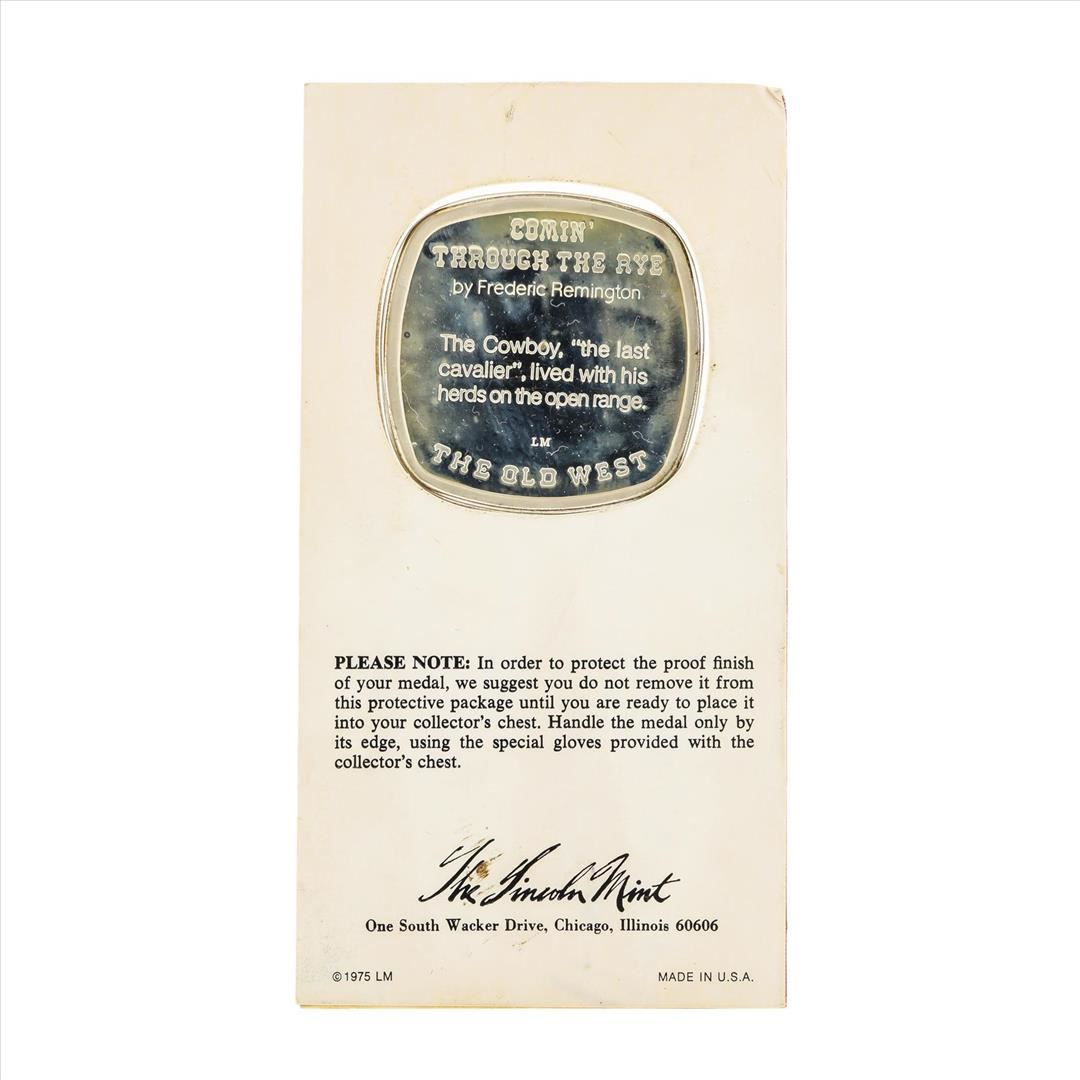 COMIN'
THROUGH THE RYE
by Frederic Remington
The Cowboy, "the last
cavalier", lived with his
herds on the open range.
LM
THE OLD WEST
PLEASE NOTE: In order to protect the proof finish
of your medal, we suggest you do not remove it from
this protective package until you are ready to place it
into your collector's chest. Handle the medal only by
its edge, using the special gloves provided with the
collector's chest.
The Lincoln Mint
One South Wacker Drive, Chicago, Illinois 60606
©1975 LM
MADE IN U.S.A.